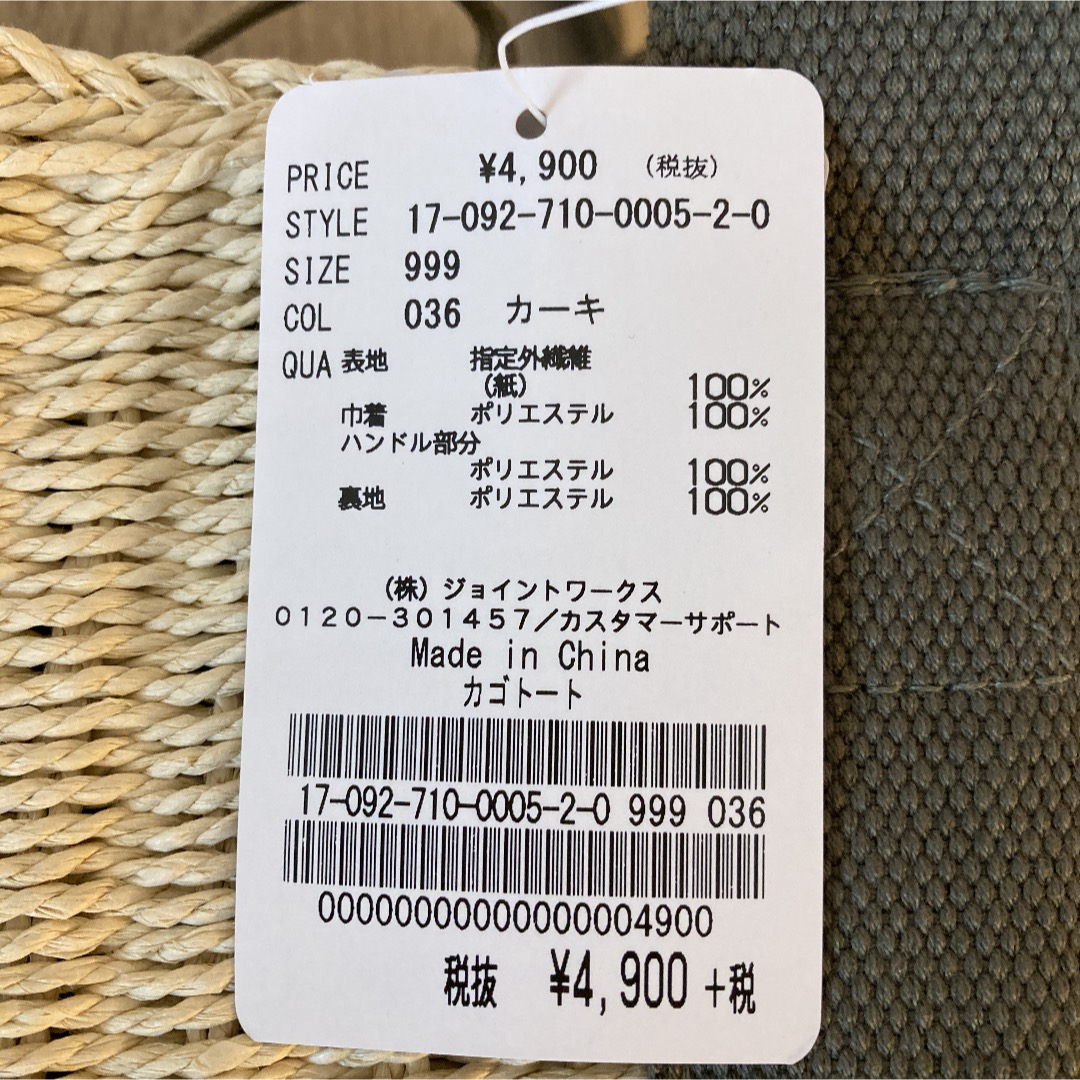 PRICE ¥4,900 （税抜）
STYLE 17-092-710-0005-2-0
SIZE 999
COL 036 カーキ
QUA 表地 指定外繊維
（紙） 100%
巾着 ポリエステル 100%
ハンドル部分
ポリエステル 100%
裏地 ポリエステル 100%
（株）ジョイントワークス
0120-301457／カスタマーサポート
Made in China
カゴトート
17-092-710-0005-2-0 999 036
00000000000000004900
税抜 ¥4,900 +税